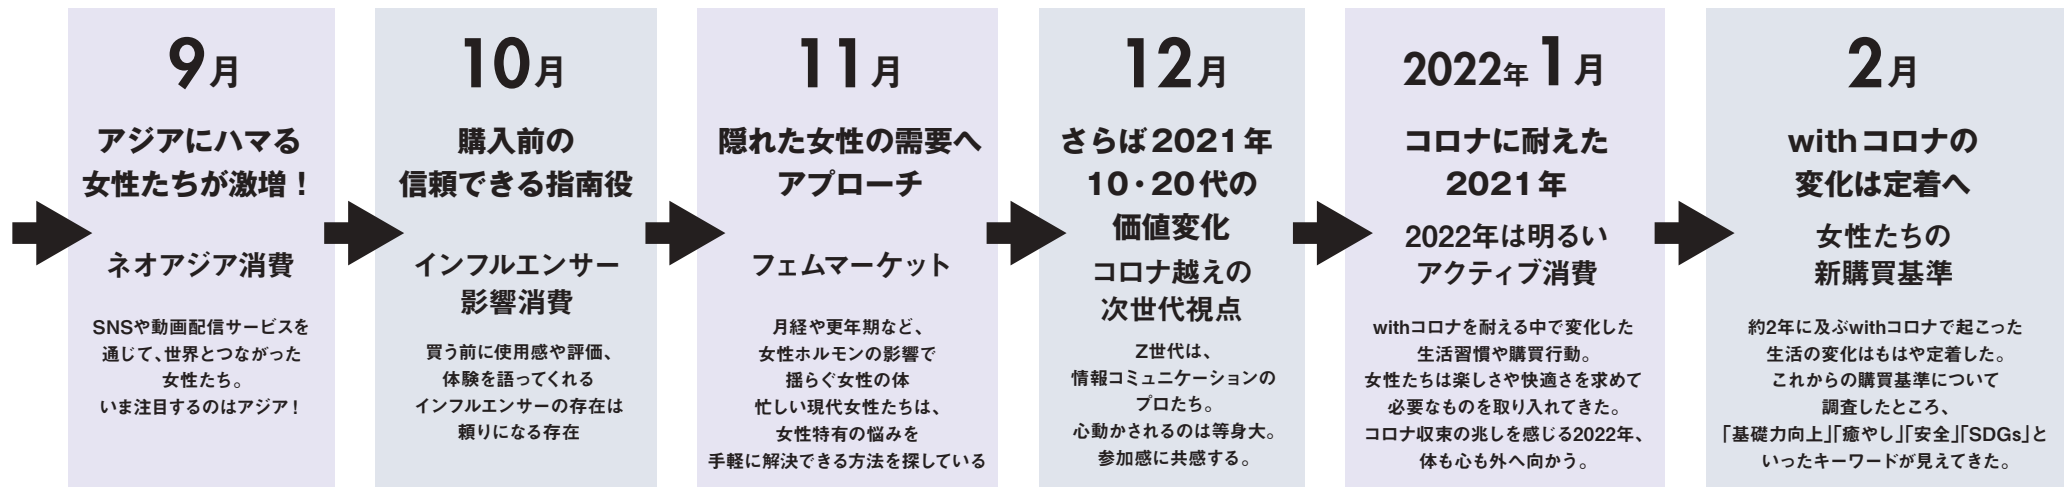 9月
アジアにハマる
女性たちが激増！
ネオアジア消費
SNSや動画配信サービスを
通じて、世界とつながった
女性たち。
いま注目するのはアジア！
10月
購入前の
信頼できる指南役
インフルエンサー
影響消費
買う前に使用感や評価、
体験を語ってくれる
インフルエンサーの存在は
頼りになる存在
11月
隠れた女性の需要へ
アプローチ
フェムマーケット
月経や更年期など、
女性ホルモンの影響で
揺らぐ女性の体
忙しい現代女性たちは、
女性特有の悩みを
手軽に解決できる方法を探している
12月
さらば2021年
10・20代の
価値変化
コロナ越えの
次世代視点
Z世代は、
情報コミュニケーションの
プロたち。
心動かされるのは等身大。
参加感に共感する。
2022年1月
コロナに耐えた
2021年
2022年は明るい
アクティブ消費
withコロナを耐える中で変化した
生活習慣や購買行動。
女性たちは楽しさや快適さを求めて
必要なものを取り入れてきた。
コロナ収束の兆しを感じる2022年、
体も心も外へ向かう。
2月
withコロナの
変化は定着へ
女性たちの
新購買基準
約2年に及ぶwithコロナで起こった
生活の変化はもはや定着した。
これからの購買基準について
調査したところ、
「基礎力向上」「癒やし」「安全」「SDGs」と
いったキーワードが見えてきた。